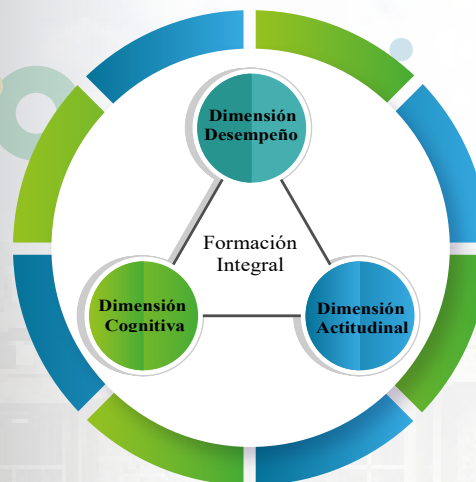 Dimensión
Desempeño
Formación
Integral
Dimensión
Cognitiva
Dimensión
Actitudinal